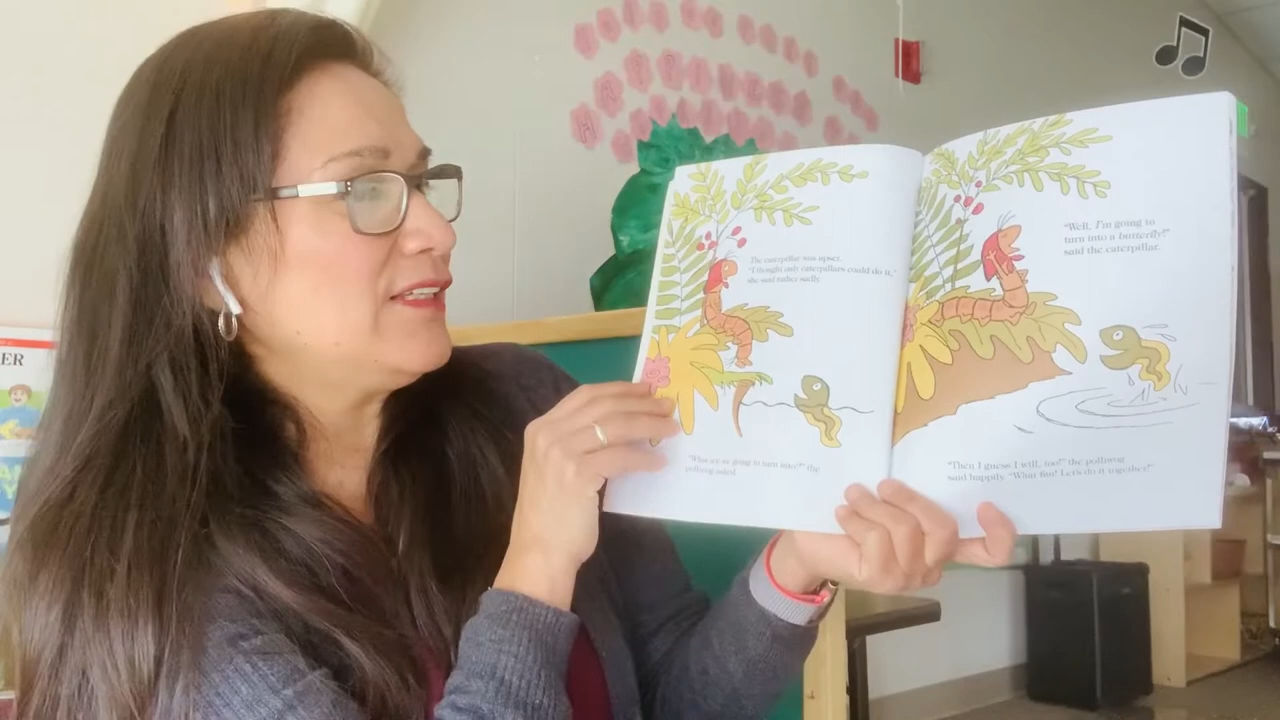 ER
The caterpillar was upset.
"I thought only caterpillars could do it,"
she said rather sadly.
"What are we going to turn into?" the
polliwog asked.
"Well, I'm going to
turn into a butterfly!"
said the caterpillar.
"Then I guess I will, too!" the polliwog
said happily. "What fun! Let's do it together!"